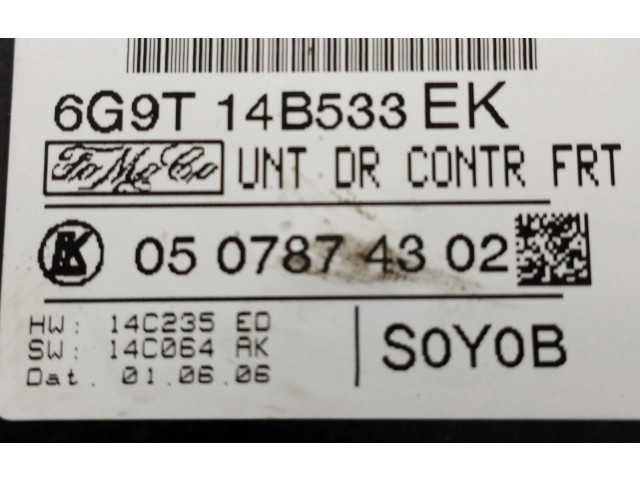 6G9T 14B533 EK
FoMoCo UNT DR CONTR FRT
AK 05 0787 43 02
HW: 14C235 ED
SW: 14C064 AK
Dat. 01.06.06
S0Y0B